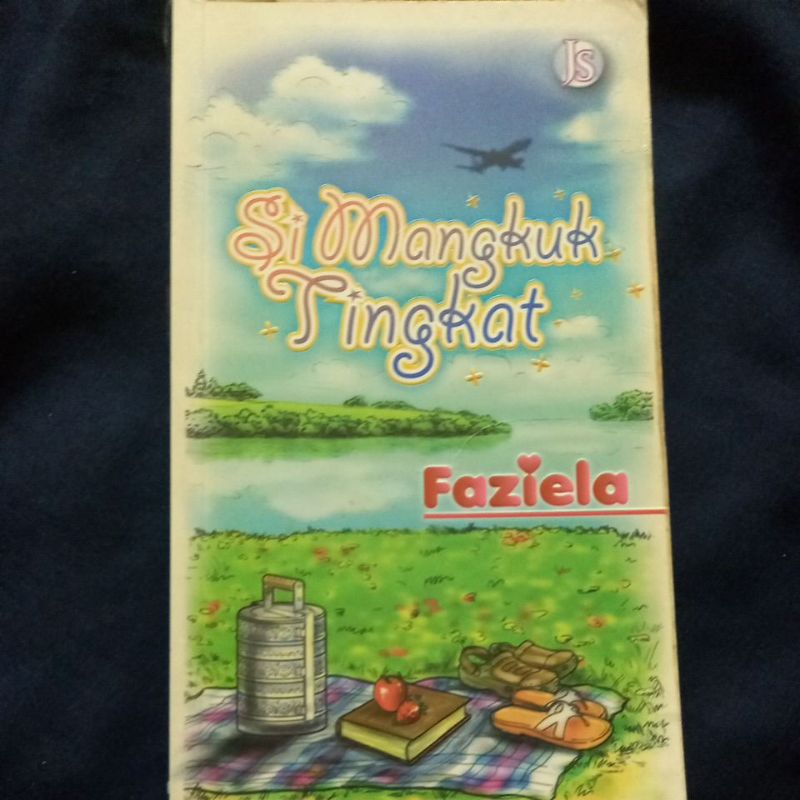 JS
Si Mangkuk
Tingkat
Faziela